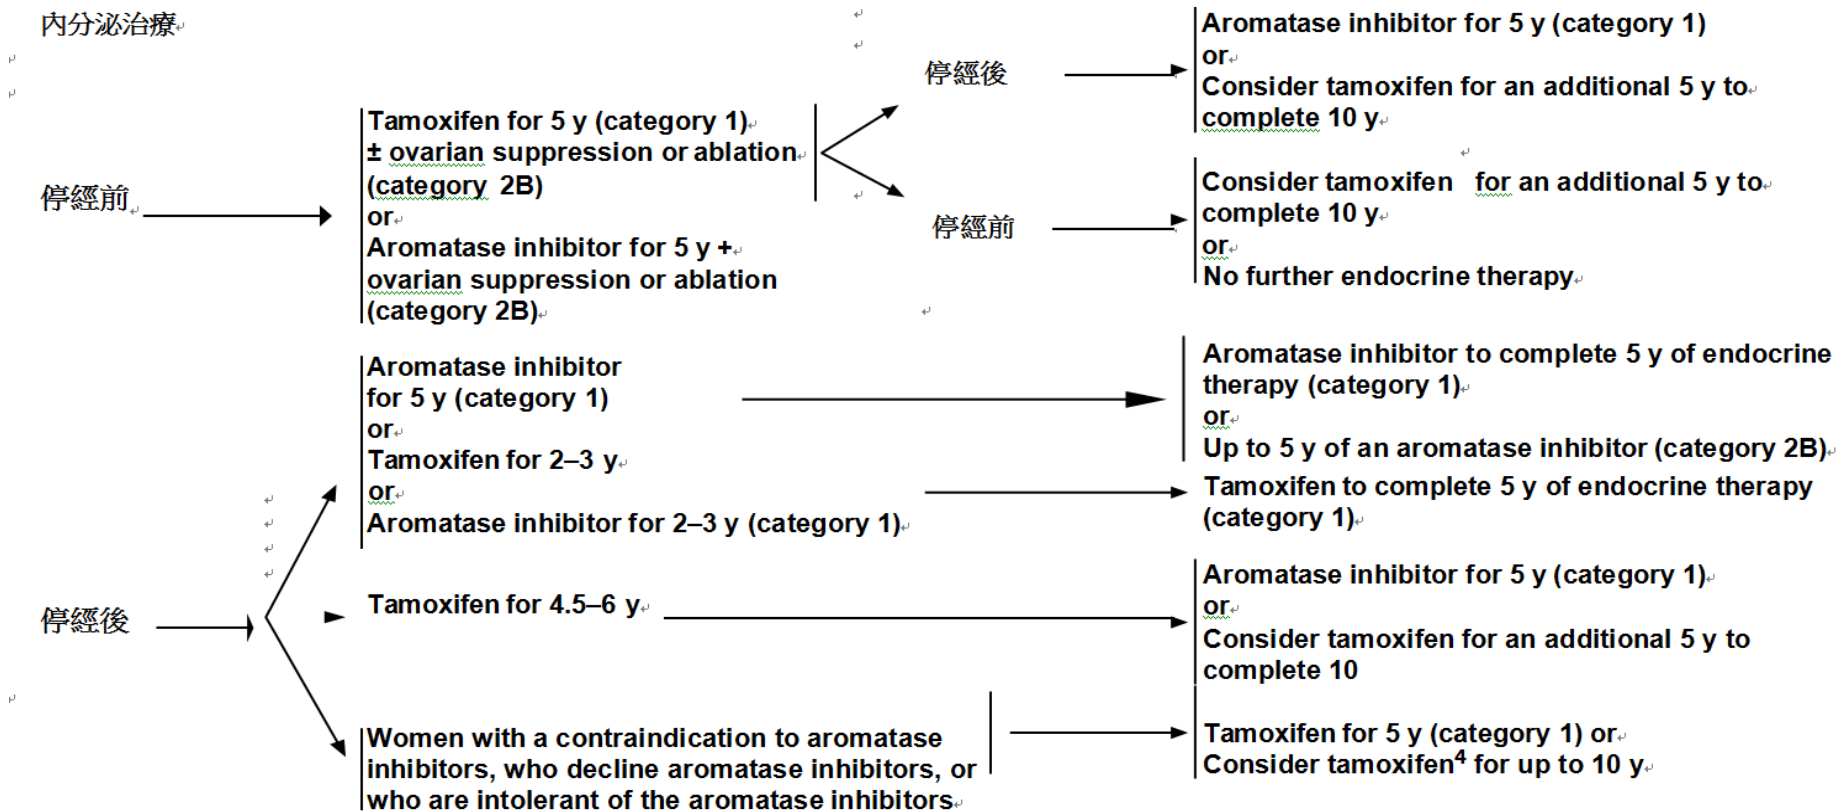 內分泌治療
停經前
Tamoxifen for 5 y (category 1)
± ovarian suppression or ablation
(category 2B)
or
Aromatase inhibitor for 5 y +
ovarian suppression or ablation
(category 2B)
停經後
Aromatase inhibitor for 5 y (category 1)
or
Consider tamoxifen for an additional 5 y to
complete 10 y
停經前
Consider tamoxifen for an additional 5 y to
complete 10 y
or
No further endocrine therapy
停經後
Aromatase inhibitor
for 5 y (category 1)
or
Tamoxifen for 2–3 y
or
Aromatase inhibitor for 2–3 y (category 1)
Aromatase inhibitor to complete 5 y of endocrine
therapy (category 1)
or
Up to 5 y of an aromatase inhibitor (category 2B)
Tamoxifen to complete 5 y of endocrine therapy
(category 1)
Tamoxifen for 4.5–6 y
Aromatase inhibitor for 5 y (category 1)
or
Consider tamoxifen for an additional 5 y to
complete 10
Women with a contraindication to aromatase
inhibitors, who decline aromatase inhibitors, or
who are intolerant of the aromatase inhibitors
Tamoxifen for 5 y (category 1) or
Consider tamoxifen⁴ for up to 10 y